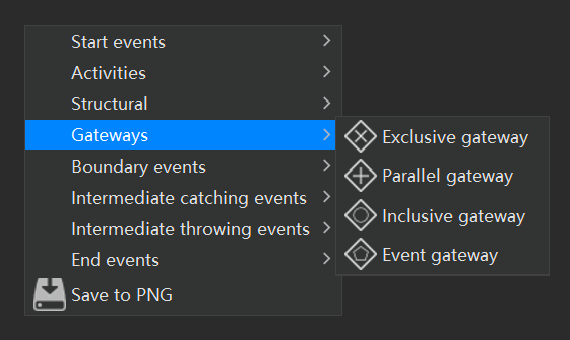 Start events
Activities
Structural
Gateways
Boundary events
Intermediate catching events
Intermediate throwing events
End events
Save to PNG
Exclusive gateway
Parallel gateway
Inclusive gateway
Event gateway